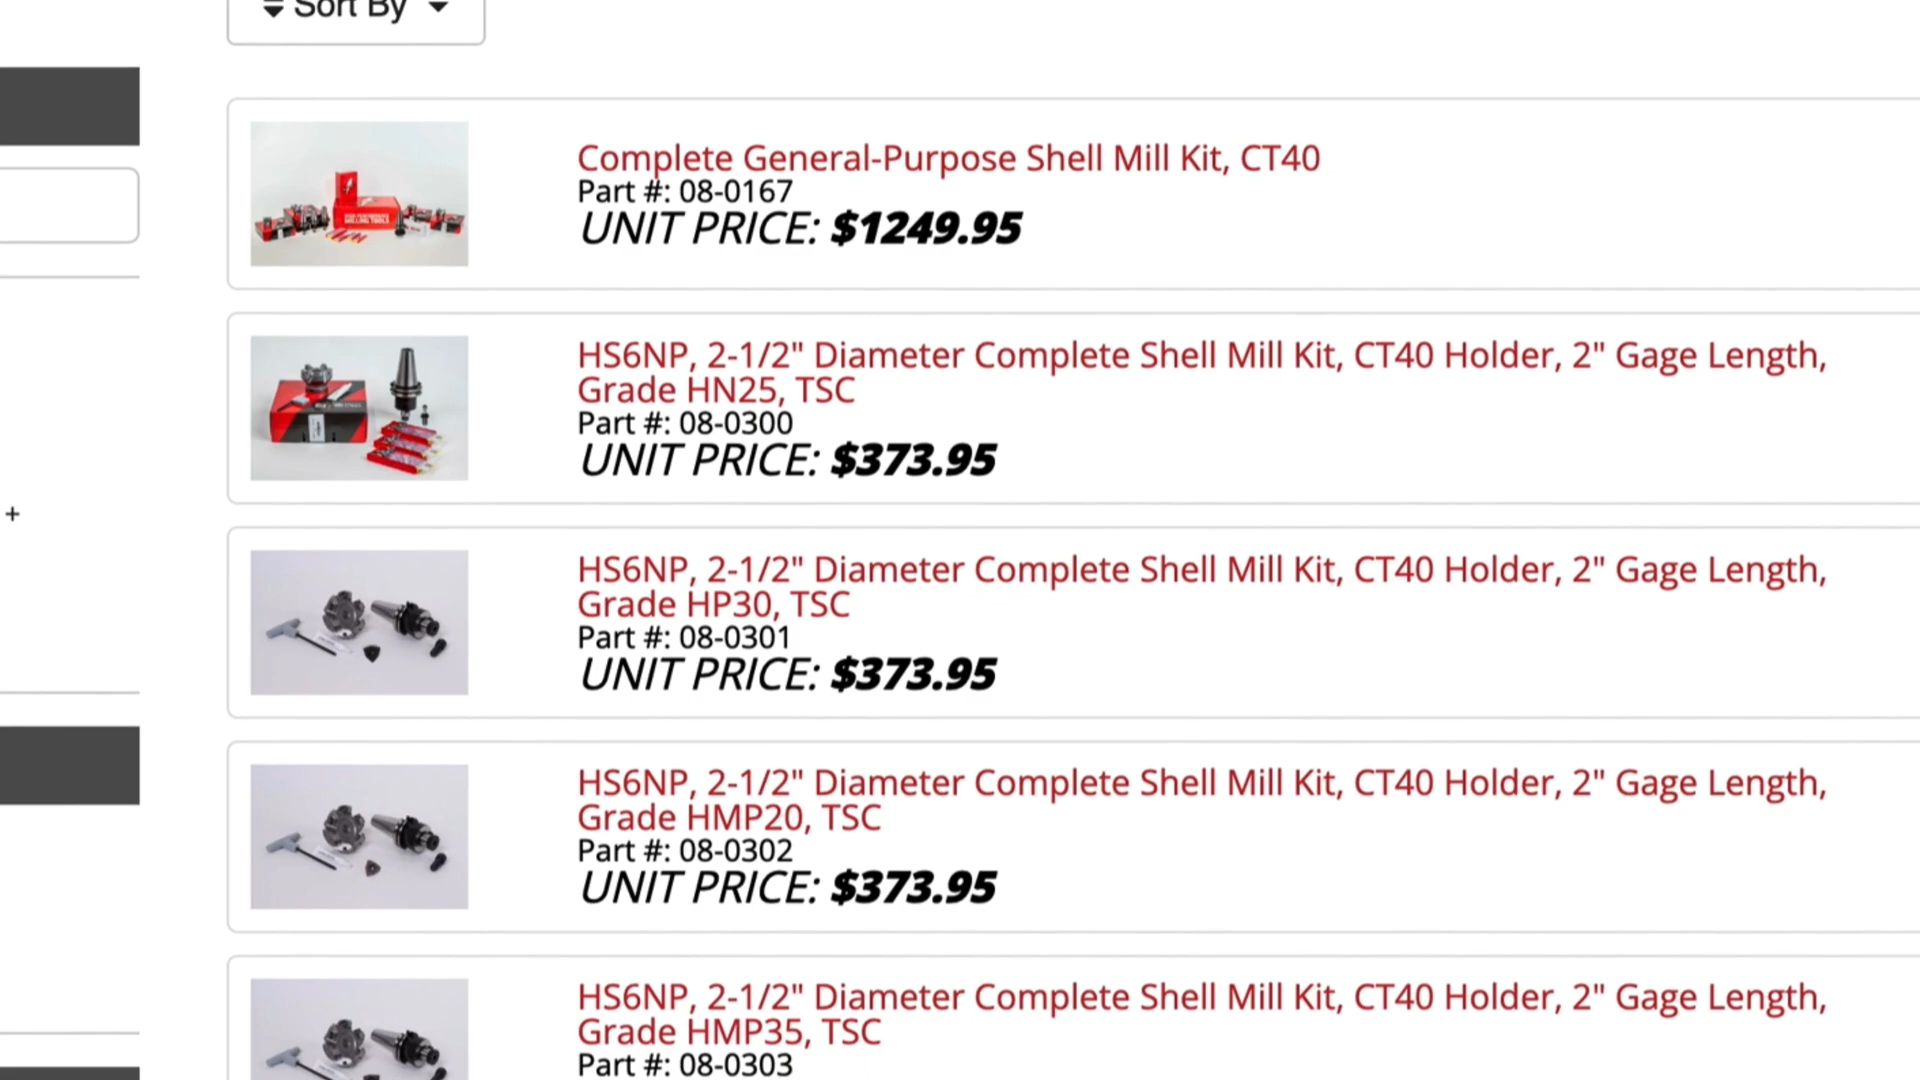 Sort By
Complete General-Purpose Shell Mill Kit, CT40
Part #: 08-0167
UNIT PRICE: $1249.95
HS6NP, 2-1/2" Diameter Complete Shell Mill Kit, CT40 Holder, 2" Gage Length,
Grade HN25, TSC
Part #: 08-0300
UNIT PRICE: $373.95
+
HS6NP, 2-1/2" Diameter Complete Shell Mill Kit, CT40 Holder, 2" Gage Length,
Grade HP30, TSC
Part #: 08-0301
UNIT PRICE: $373.95
HS6NP, 2-1/2" Diameter Complete Shell Mill Kit, CT40 Holder, 2" Gage Length,
Grade HMP20, TSC
Part #: 08-0302
UNIT PRICE: $373.95
HS6NP, 2-1/2" Diameter Complete Shell Mill Kit, CT40 Holder, 2" Gage Length,
Grade HMP35, TSC
Part #: 08-0303